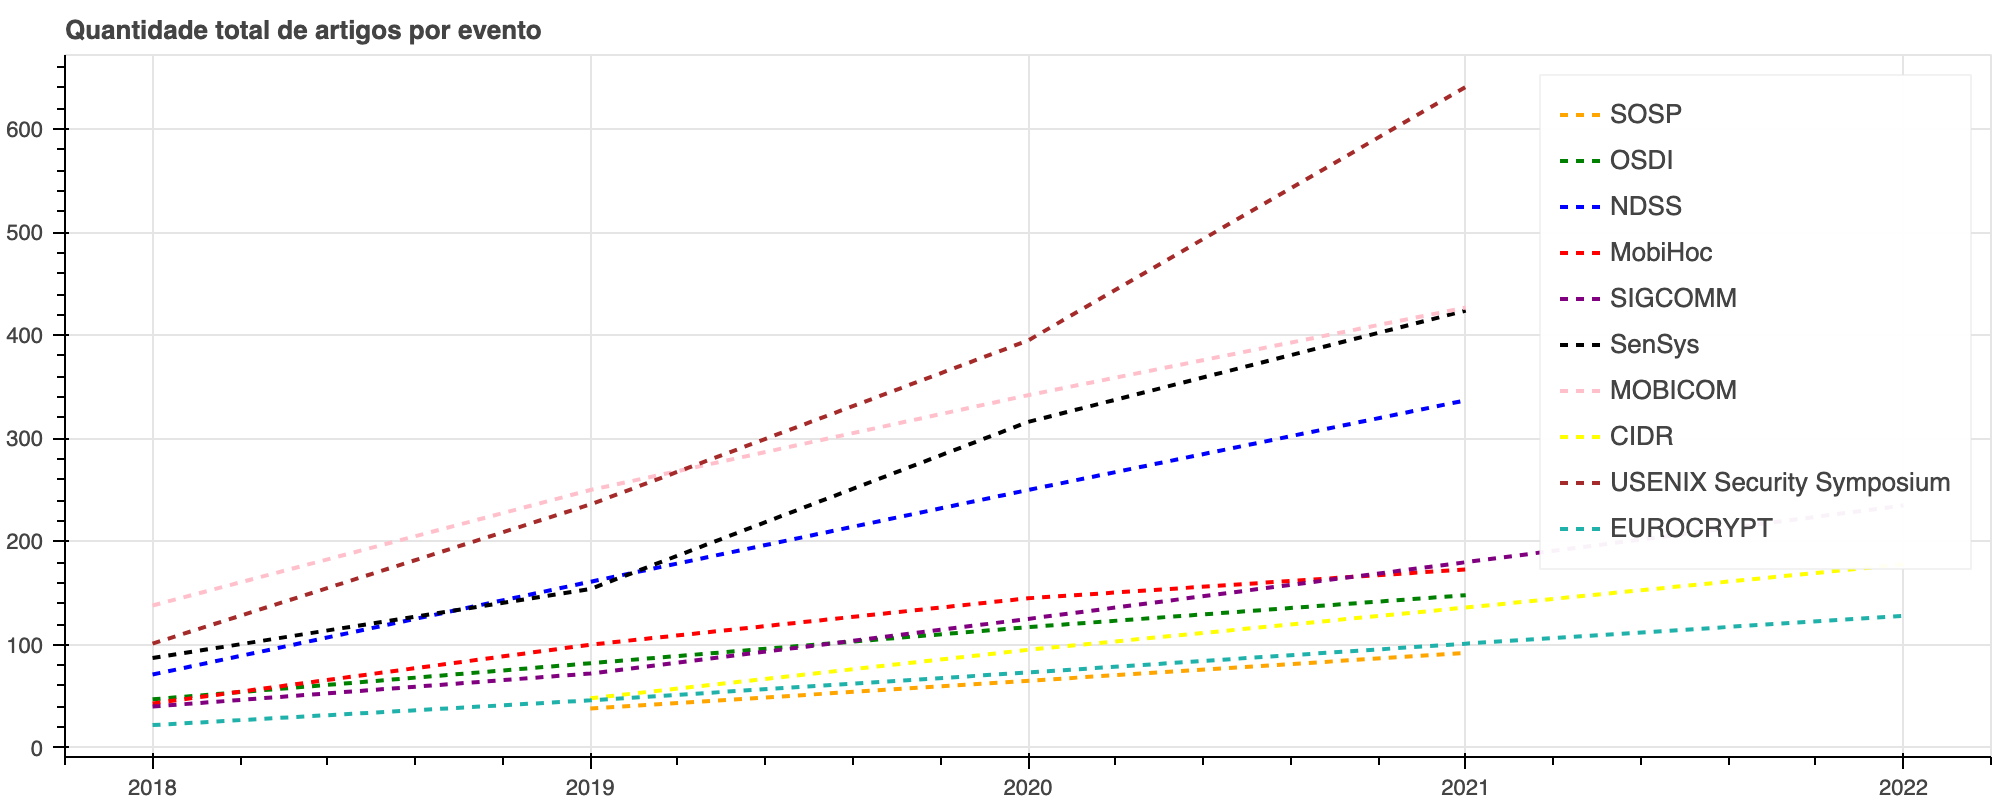 Quantidade total de artigos por evento
600
500
400
300
200
100
0
2018
2019
2020
2021
2022
SOSP
OSDI
NDSS
MobiHoc
SIGCOMM
SenSys
MOBICOM
CIDR
USENIX Security Symposium
EUROCRYPT